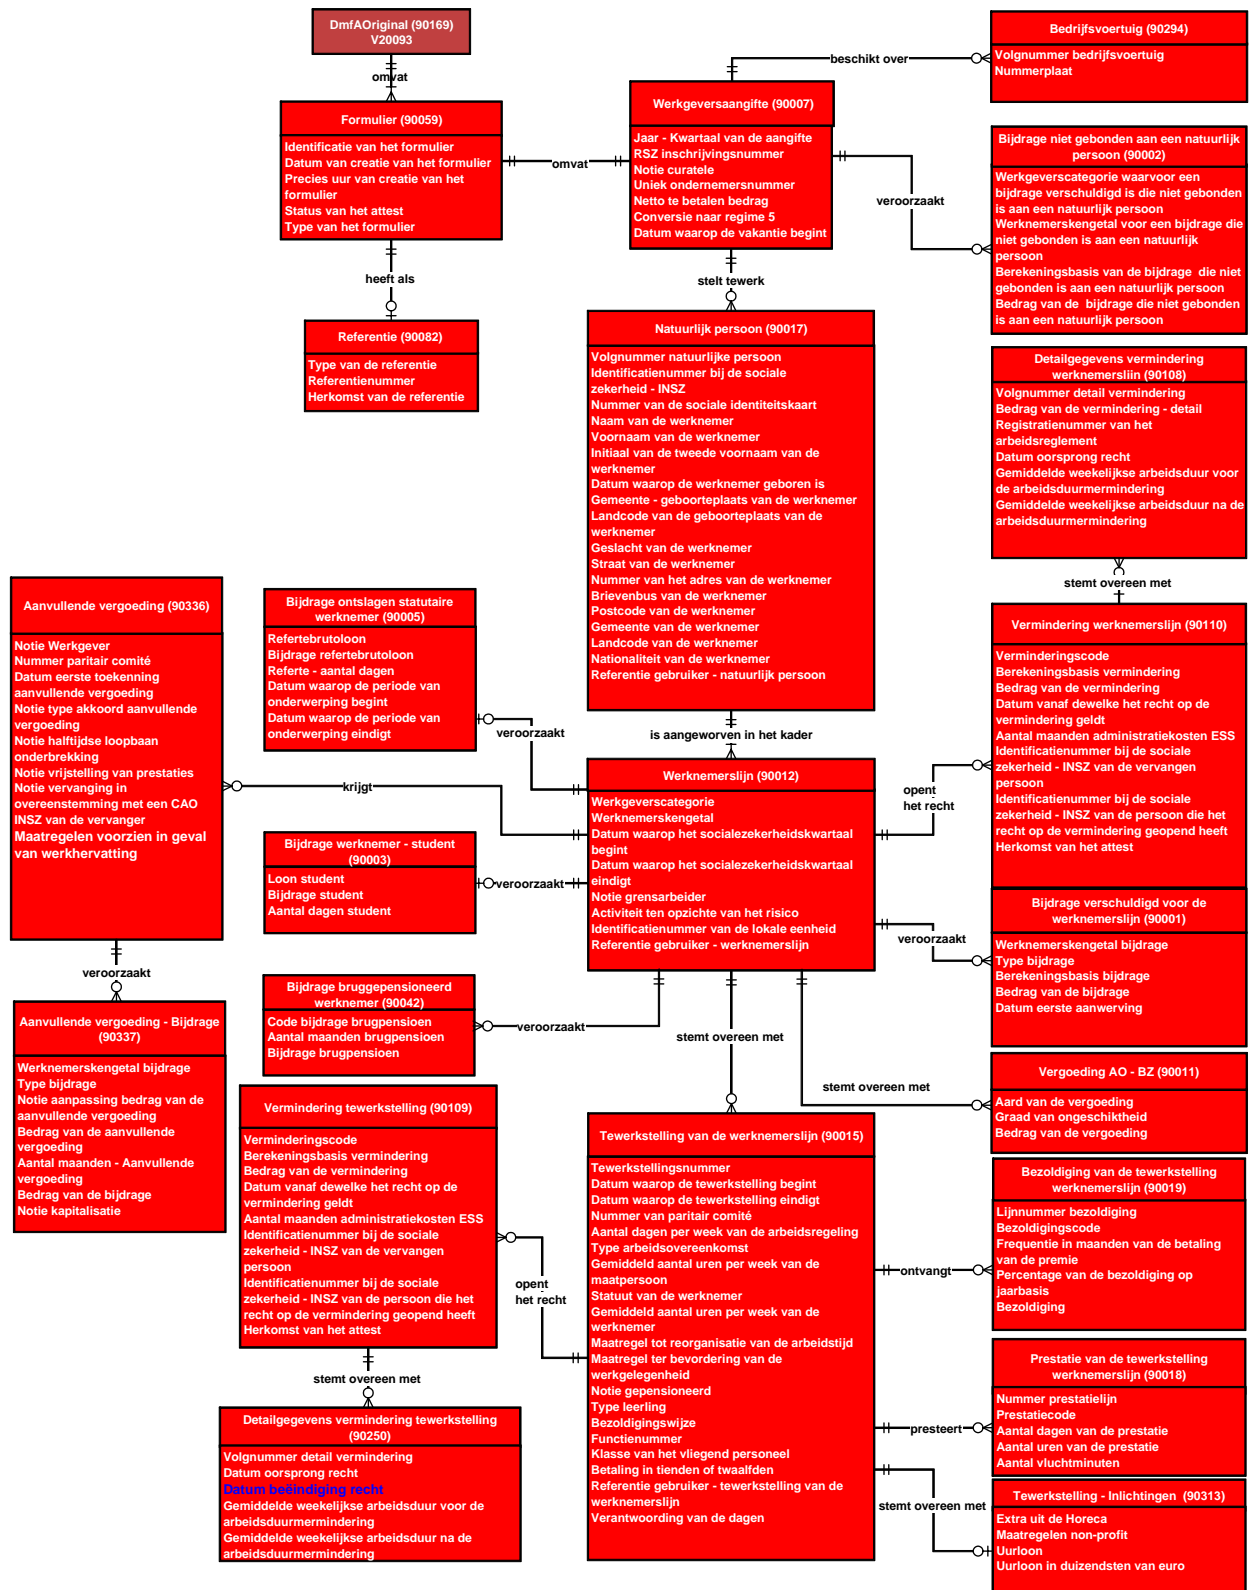 DmfAOriginal (90169)
V20093
omvat
Formulier (90059)
Identificatie van het formulier
Datum van creatie van het formulier
Precies uur van creatie van het
formulier
Status van het attest
Type van het formulier
omvat
heeft als
Referentie (90082)
Type van de referentie
Referentienummer
Herkomst van de referentie
Werkgeversaangifte (90007)
Jaar - Kwartaal van de aangifte
RSZ inschrijvingsnummer
Notie curatele
Uniek ondernemersnummer
Netto te betalen bedrag
Conversie naar regime 5
Datum waarop de vakantie begint
beschikt over
Bedrijfsvoertuig (90294)
Volgnummer bedrijfsvoertuig
Nummerplaat
veroorzaakt
Bijdrage niet gebonden aan een natuurlijk
persoon (90002)
Werkgeverscategorie waarvoor een
bijdrage verschuldigd is die niet gebonden
is aan een natuurlijk persoon
Werknemerskengetal voor een bijdrage die
niet gebonden is aan een natuurlijk
persoon
Berekeningsbasis van de bijdrage die niet
gebonden is aan een natuurlijk persoon
Bedrag van de bijdrage die niet gebonden
is aan een natuurlijk persoon
stelt tewerk
Natuurlijk persoon (90017)
Volgnummer natuurlijke persoon
Identificatienummer bij de sociale
zekerheid - INSZ
Nummer van de sociale identiteitskaart
Naam van de werknemer
Voornaam van de werknemer
Initiaal van de tweede voornaam van de
werknemer
Datum waarop de werknemer geboren is
Gemeente - geboorteplaats van de werknemer
Landcode van de geboorteplaats van de
werknemer
Geslacht van de werknemer
Straat van de werknemer
Nummer van het adres van de werknemer
Brievenbus van de werknemer
Postcode van de werknemer
Gemeente van de werknemer
Landcode van de werknemer
Nationaliteit van de werknemer
Referentie gebruiker - natuurlijk persoon
Detailgegevens vermindering
werknemersliin (90108)
Volgnummer detail vermindering
Bedrag van de vermindering - detail
Registratienummer van het
arbeidsreglement
Datum oorsprong recht
Gemiddelde weekelijkse arbeidsduur voor
de arbeidsduurmermindering
Gemiddelde weekelijkse arbeidsduur na de
arbeidsduurmermindering
stemt overeen met
Vermindering werknemerslijn (90110)
Verminderingscode
Berekeningsbasis vermindering
Bedrag van de vermindering
Datum vanaf dewelke het recht op de
vermindering geldt
Aantal maanden administratiekosten ESS
Identificatienummer bij de sociale
zekerheid - INSZ van de vervangen
persoon
Identificatienummer bij de sociale
zekerheid - INSZ van de persoon die het
recht op de vermindering geopend heeft
Herkomst van het attest
Aanvullende vergoeding (90336)
Notie Werkgever
Nummer paritair comité
Datum eerste toekenning
aanvullende vergoeding
Notie type akkoord aanvullende
vergoeding
Notie halftijdse loopbaan
onderbrekking
Notie vrijstelling van prestaties
Notie vervanging in
overeenstemming met een CAO
INSZ van de vervanger
Maatregelen voorzien in geval
van werkhervatting
Bijdrage ontslagen statutaire
werknemer (90005)
Refertebrutoloon
Bijdrage refertebrutoloon
Referte - aantal dagen
Datum waarop de periode van
onderwerping begint
Datum waarop de periode van
onderwerping eindigt
veroorzaakt
is aangeworven in het kader
krijgt
Werknemerslijn (90012)
Werkgeverscategorie
Werknemerskengetal
Datum waarop het socialezekerheidskwartaal
begint
Datum waarop het socialezekerheidskwartaal
eindigt
Notie grensarbeider
Activiteit ten opzichte van het risico
Identificatienummer van de lokale eenheid
Referentie gebruiker - werknemerslijn
opent
het recht
Bijdrage werknemer - student
(90003)
Loon student
Bijdrage student
Aantal dagen student
veroorzaakt
veroorzaakt
Bijdrage verschuldigd voor de
werknemerslijn (90001)
Werknemerskengetal bijdrage
Type bijdrage
Berekeningsbasis bijdrage
Bedrag van de bijdrage
Datum eerste aanwerving
veroorzaakt
Aanvullende vergoeding - Bijdrage
(90337)
Werknemerskengetal bijdrage
Type bijdrage
Notie aanpassing bedrag van de
aanvullende vergoeding
Bedrag van de aanvullende
vergoeding
Aantal maanden - Aanvullende
vergoeding
Bedrag van de bijdrage
Notie kapitalisatie
Bijdrage bruggepensioneerd
werknemer (90042)
Code bijdrage brugpensioen
Aantal maanden brugpensioen
Bijdrage brugpensioen
veroorzaakt
stemt overeen met
stemt overeen met
Vergoeding AO - BZ (90011)
Aard van de vergoeding
Graad van ongeschiktheid
Bedrag van de vergoeding
Vermindering tewerkstelling (90109)
Verminderingscode
Berekeningsbasis vermindering
Bedrag van de vermindering
Datum vanaf dewelke het recht op de
vermindering geldt
Aantal maanden administratiekosten ESS
Identificatienummer bij de sociale
zekerheid - INSZ van de vervangen
persoon
Identificatienummer bij de sociale
zekerheid - INSZ van de persoon die het
recht op de vermindering geopend heeft
Herkomst van het attest
opent
het recht
stemt overeen met
Detailgegevens vermindering tewerkstelling
(90250)
Volgnummer detail vermindering
Datum oorsprong recht
Datum beëindiging recht
Gemiddelde weekelijkse arbeidsduur voor de
arbeidsduurmermindering
Gemiddelde weekelijkse arbeidsduur na de
arbeidsduurmermindering
Tewerkstelling van de werknemerslijn (90015)
Tewerkstellingsnummer
Datum waarop de tewerkstelling begint
Datum waarop de tewerkstelling eindigt
Nummer van paritair comité
Aantal dagen per week van de arbeidsregeling
Type arbeidsovereenkomst
Gemiddeld aantal uren per week van de
maatpersoon
Statuut van de werknemer
Gemiddeld aantal uren per week van de
werknemer
Maatregel tot reorganisatie van de arbeidstijd
Maatregel ter bevordering van de
werkgelegenheid
Notie gepensioneerd
Type leerling
Bezoldigingswijze
Functienummer
Klasse van het vliegend personeel
Betaling in tienden of twaalfden
Referentie gebruiker - tewerkstelling van de
werknemerslijn
Verantwoording van de dagen
ontvangt
Bezoldiging van de tewerkstelling
werknemerslijn (90019)
Lijnnummer bezoldiging
Bezoldigingscode
Frequentie in maanden van de betaling
van de premie
Percentage van de bezoldiging op
jaarbasis
Bezoldiging
presteert
Prestatie van de tewerkstelling
werknemerslijn (90018)
Nummer prestatielijn
Prestatiecode
Aantal dagen van de prestatie
Aantal uren van de prestatie
Aantal vluchtminuten
stemt overeen met
Tewerkstelling - Inlichtingen (90313)
Extra uit de Horeca
Maatregelen non-profit
Uurloon
Uurloon in duizendsten van euro